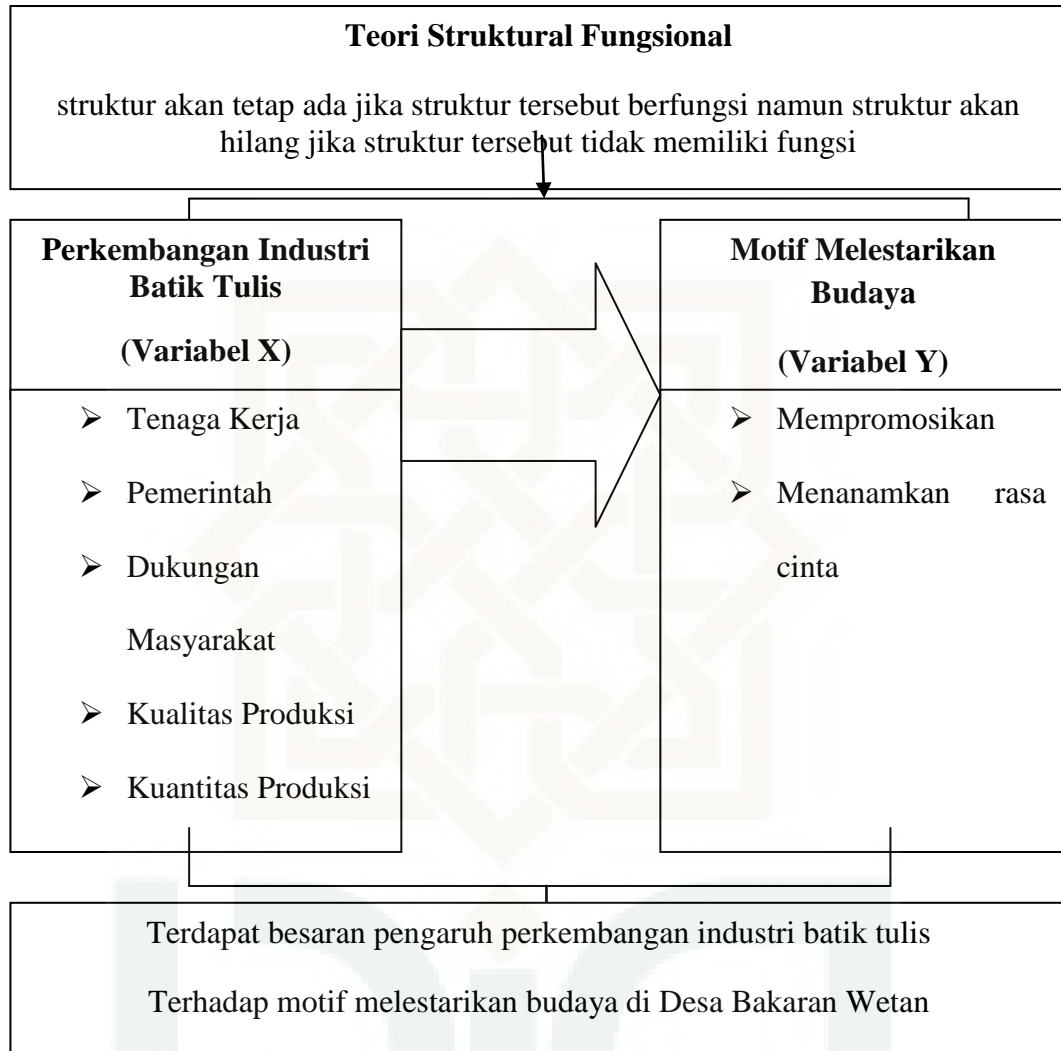 Teori Struktural Fungsional
struktur akan tetap ada jika struktur tersebut berfungsi namun struktur akan
hilang jika struktur tersebut tidak memiliki fungsi
Perkembangan Industri
Batik Tulis
(Variabel X)
➢ Tenaga Kerja
➢ Pemerintah
➢ Dukungan
Masyarakat
➢ Kualitas Produksi
➢ Kuantitas Produksi
Motif Melestarikan
Budaya
(Variabel Y)
➢ Mempromosikan
➢ Menanamkan rasa
cinta
Terdapat besaran pengaruh perkembangan industri batik tulis
Terhadap motif melestarikan budaya di Desa Bakaran Wetan